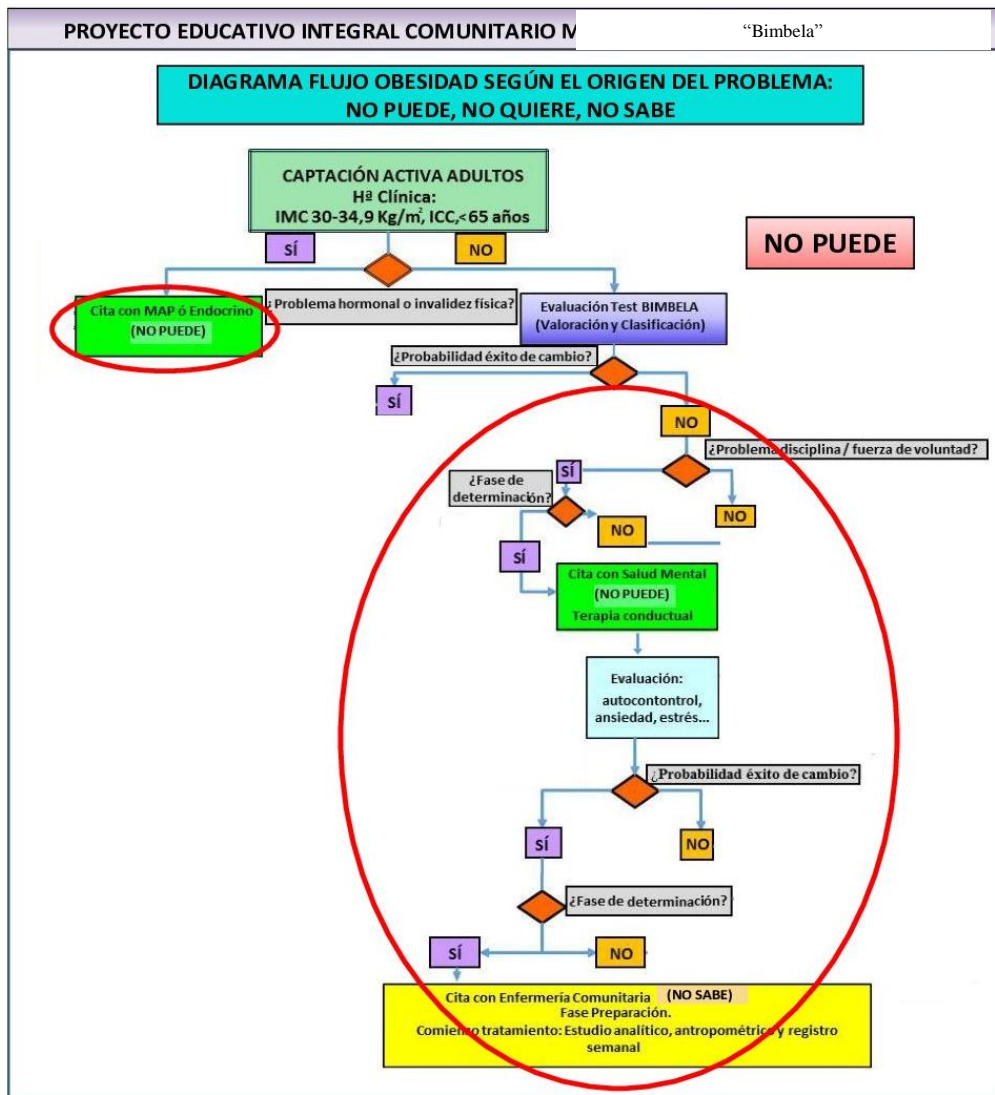 PROYECTO EDUCATIVO INTEGRAL COMUNITARIO M
“Bimbela”
DIAGRAMA FLUJO OBESIDAD SEGÚN EL ORIGEN DEL PROBLEMA:
NO PUEDE, NO QUIERE, NO SABE
CAPTACIÓN ACTIVA ADULTOS
Hª Clínica:
IMC 30-34,9 Kg/m², ICC,<65 años
NO PUEDE
SÍ
NO
¿Problema hormonal o invalidez física?
Cita con MAP ó Endocrino
(NO PUEDE)
Evaluación Test BIMBELA
(Valoración y Clasificación)
¿Probabilidad éxito de cambio?
SÍ
NO
¿Problema disciplina / fuerza de voluntad?
SÍ
NO
¿Fase de
determinación?
NO
SÍ
Cita con Salud Mental
(NO PUEDE)
Terapia conductual
Evaluación:
autocontontrol,
ansiedad, estrés...
¿Probabilidad éxito de cambio?
SÍ
NO
¿Fase de determinación?
SÍ
NO
Cita con Enfermería Comunitaria (NO SABE)
Fase Preparación.
Comienzo tratamiento: Estudio analítico, antropométrico y registro
semanal